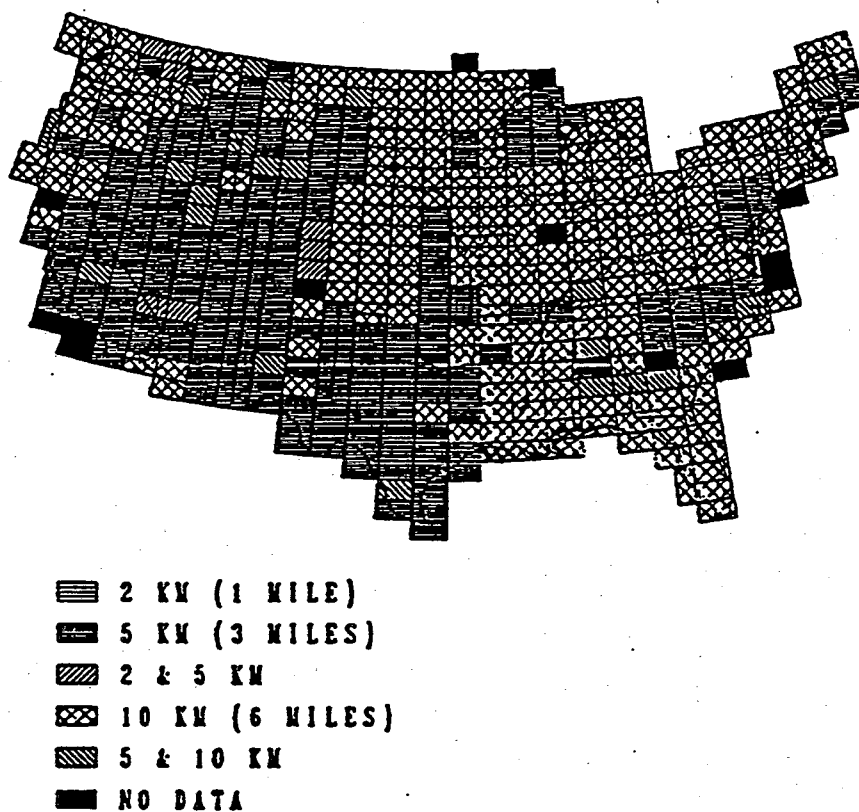 2 KM (1 MILE)
5 KM (3 MILES)
2 & 5 KM
10 KM (6 MILES)
5 & 10 KM
NO DATA